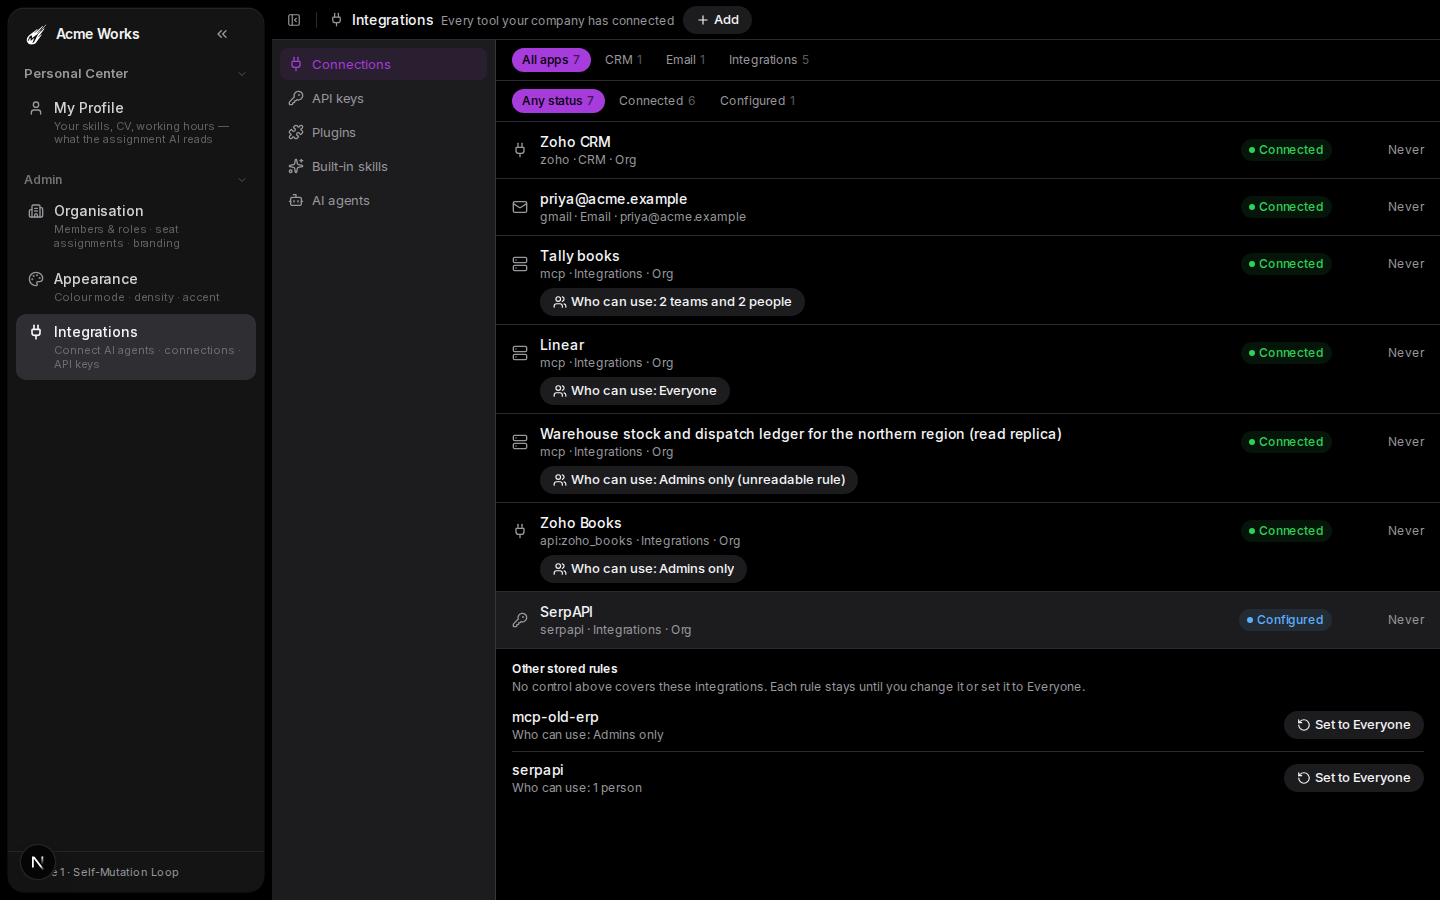 Acme Works
Personal Center
My Profile
Your skills, CV, working hours —
what the assignment AI reads
Admin
Organisation
Members & roles · seat
assignments · branding
Appearance
Colour mode · density · accent
Integrations
Connect AI agents · connections ·
API keys
N
e 1 · Self-Mutation Loop
Integrations Every tool your company has connected Add
Connections
API keys
Plugins
Built-in skills
AI agents
All apps 7 CRM 1 Email 1 Integrations 5
Any status 7 Connected 6 Configured 1
Zoho CRM
zoho · CRM · Org
Connected Never
priya@acme.example
gmail · Email · priya@acme.example
Connected Never
Tally books
mcp · Integrations · Org
Who can use: 2 teams and 2 people
Connected Never
Linear
mcp · Integrations · Org
Who can use: Everyone
Connected Never
Warehouse stock and dispatch ledger for the northern region (read replica)
mcp · Integrations · Org
Who can use: Admins only (unreadable rule)
Connected Never
Zoho Books
api:zoho_books · Integrations · Org
Who can use: Admins only
Connected Never
SerpAPI
serpapi · Integrations · Org
Configured Never
Other stored rules
No control above covers these integrations. Each rule stays until you change it or set it to Everyone.
mcp-old-erp
Who can use: Admins only
Set to Everyone
serpapi
Who can use: 1 person
Set to Everyone